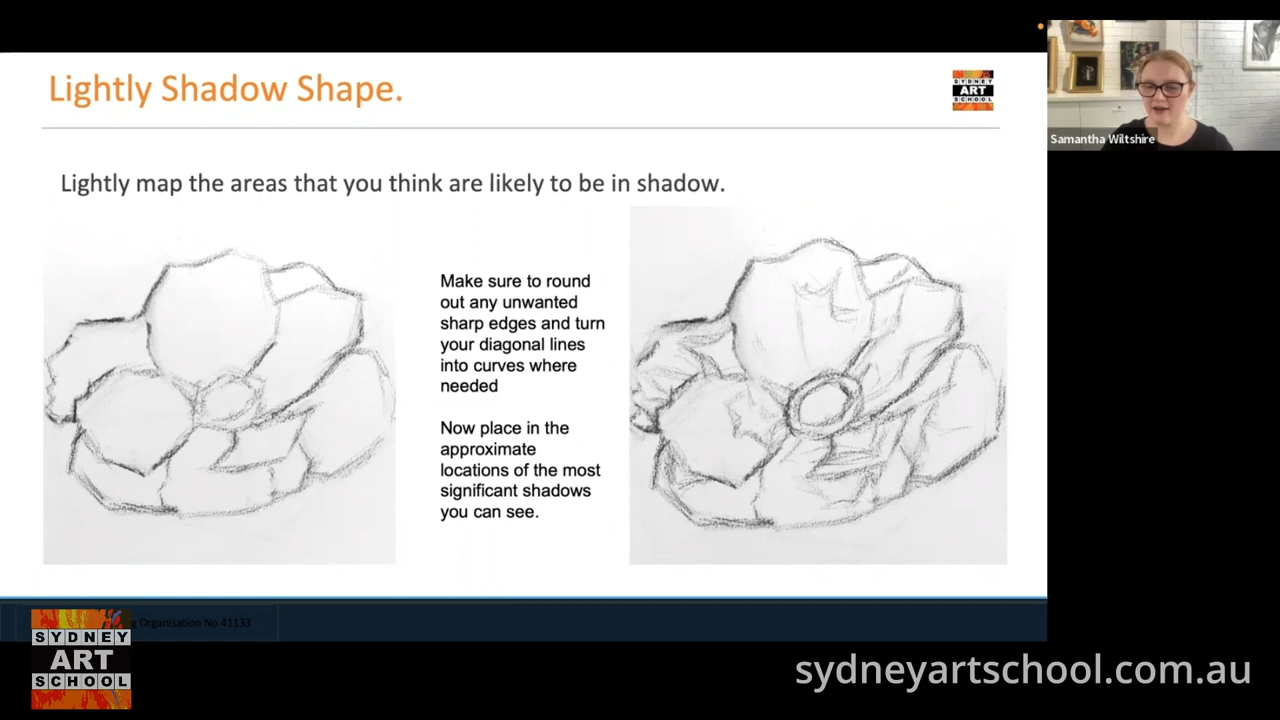 Lightly Shadow Shape.
SYDNEY
ART
SCHOOL
Samantha Wiltshire
Lightly map the areas that you think are likely to be in shadow.
Make sure to round
out any unwanted
sharp edges and turn
your diagonal lines
into curves where
needed
Now place in the
approximate
locations of the most
significant shadows
you can see.
Organisation No 41133
SYDNEY
ART
SCHOOL
sydneyartschool.com.au